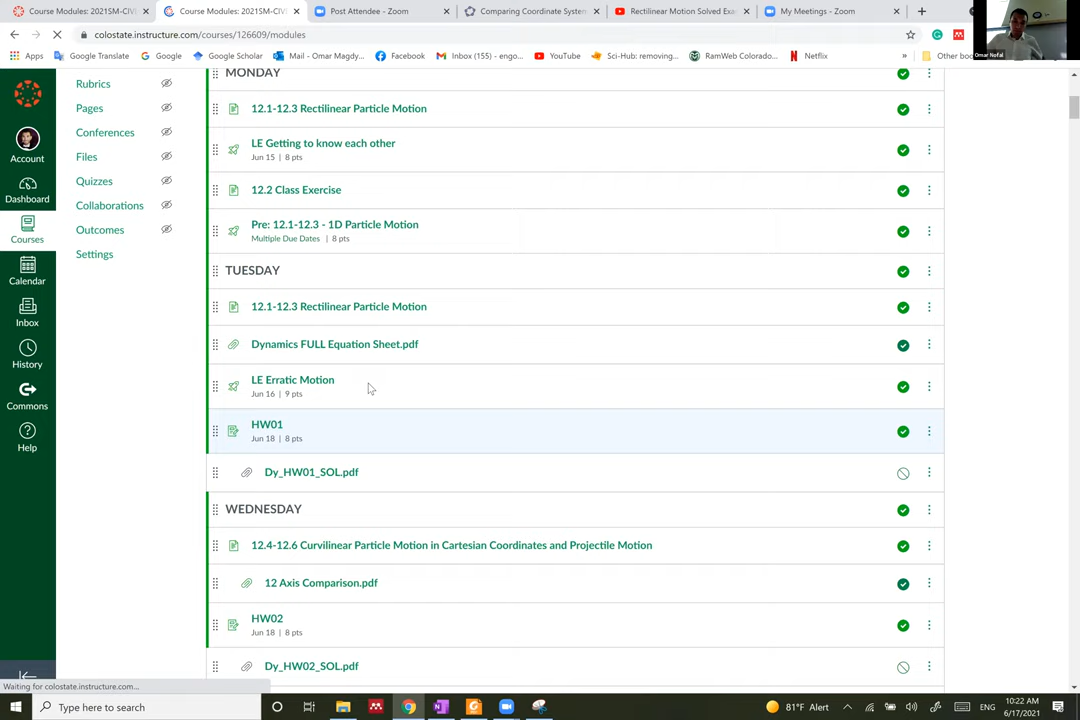 Course Modules: 2021SM-CIVI
Course Modules: 2021SM-CIVI
Post Attendee - Zoom
Comparing Coordinate System
Rectilinear Motion Solved Exa
My Meetings - Zoom
colostate.instructure.com/courses/126609/modules
Apps
Google Translate
Google
Google Scholar
Mail - Omar Magdy...
Facebook
Inbox (155) - engo...
YouTube
Sci-Hub: removing...
RamWeb Colorado...
Netflix
»
Other boo
Omar Nofal
Account
Dashboard
Courses
Calendar
Inbox
History
Commons
Help
Rubrics
Pages
Conferences
Files
Quizzes
Collaborations
Outcomes
Settings
MONDAY
12.1-12.3 Rectilinear Particle Motion
LE Getting to know each other
Jun 15 | 8 pts
12.2 Class Exercise
Pre: 12.1-12.3 - 1D Particle Motion
Multiple Due Dates | 8 pts
TUESDAY
12.1-12.3 Rectilinear Particle Motion
Dynamics FULL Equation Sheet.pdf
LE Erratic Motion
Jun 16 | 9 pts
HW01
Jun 18 | 8 pts
Dy_HW01_SOL.pdf
WEDNESDAY
12.4-12.6 Curvilinear Particle Motion in Cartesian Coordinates and Projectile Motion
12 Axis Comparison.pdf
HW02
Jun 18 | 8 pts
Dy_HW02_SOL.pdf
Waiting for colostate.instructure.com...
Type here to search
81°F Alert
ENG
10:22 AM
6/17/2021